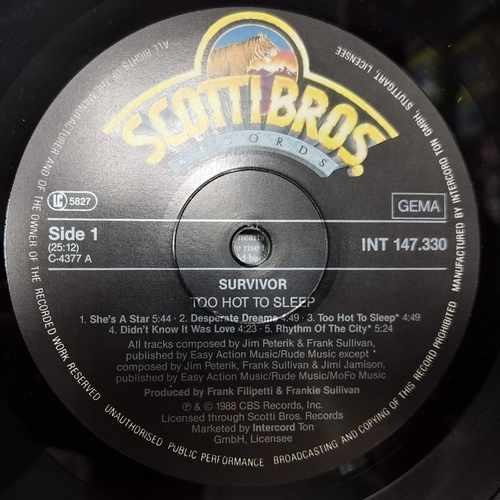 ALL RIGHTS OF THE MANUFACTURER AND OF THE OWNER OF THE RECORDED WORK RESERVED
UNAUTHORISED PUBLIC PERFORMANCE BROADCASTING AND COPYING OF THIS RECORD PROHIBITED
MANUFACTURED BY INTERCORD TON GMBH, STUTTGART, LICENSEE
SCOTTI BROS.
RECORDS
LC 5827
GEMA
Side 1
(25:12)
C-4377 A
INT 147.330
SURVIVOR
TOO HOT TO SLEEP
1. She's A Star 5:44 · 2. Desperate Dreams 4:49 · 3. Too Hot To Sleep* 4:49
4. Didn't Know It Was Love 4:23 · 5. Rhythm Of The City* 5:24
All tracks composed by Jim Peterik & Frank Sullivan,
published by Easy Action Music/Rude Music except *
composed by Jim Peterik, Frank Sullivan & Jimi Jamison,
published by Easy Action Music/Rude Music/MoFo Music
Produced by Frank Filipetti & Frankie Sullivan
℗ & © 1988 CBS Records, Inc.
Licensed through Scotti Bros. Records
Marketed by Intercord Ton
GmbH, Licensee